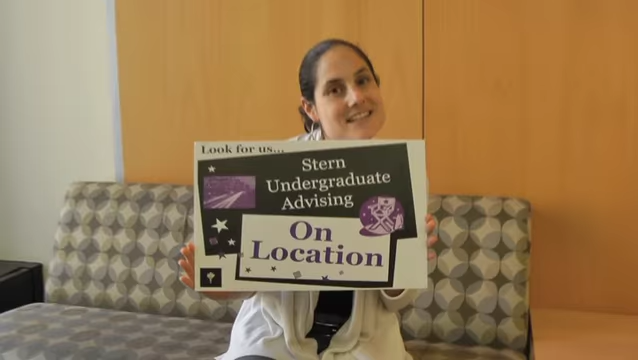 Look for us...
Stern
Undergraduate
Advising
On
Location